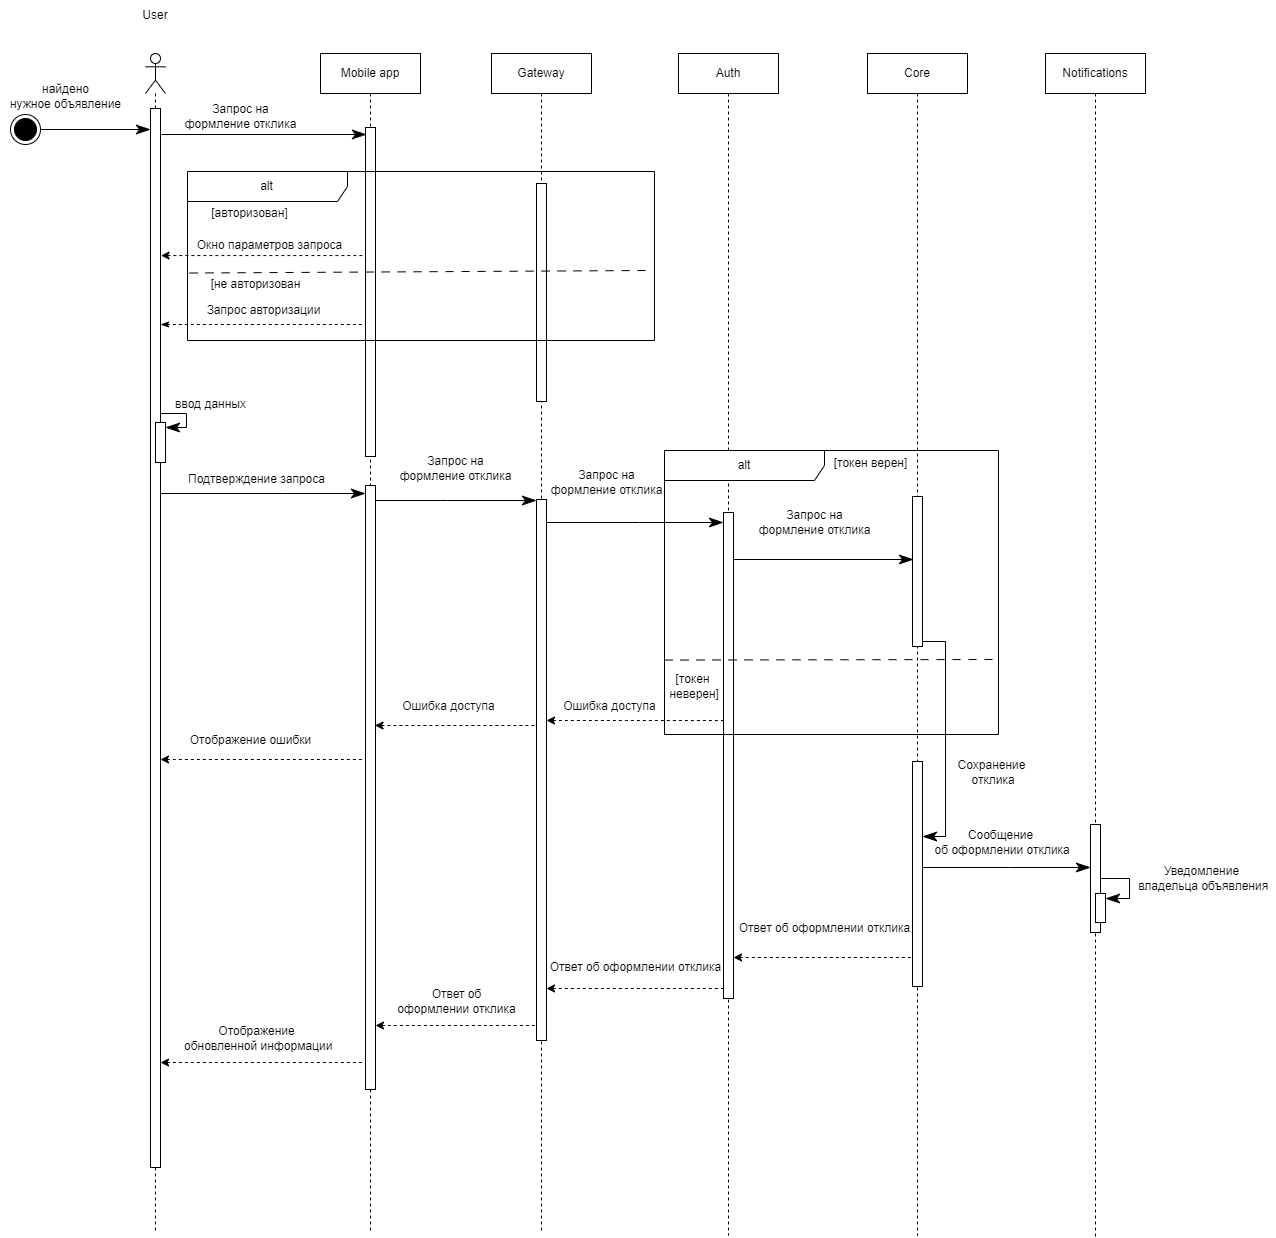 User
Mobile app
Gateway
Auth
Core
Notifications
найдено
нужное объявление
Запрос на
формление отклика
alt
[авторизован]
Окно параметров запроса
[не авторизован
Запрос авторизации
ввод данных
Подтверждение запроса
Запрос на
формление отклика
Запрос на
формление отклика
alt
[токен верен]
Запрос на
формление отклика
[токен
неверен]
Ошибка доступа
Ошибка доступа
Отображение ошибки
Сохранение
отклика
Сообщение
об оформлении отклика
Уведомление
владельца объявления
Ответ об оформлении отклика
Ответ об оформлении отклика
Ответ об
оформлении отклика
Отображение
обновленной информации